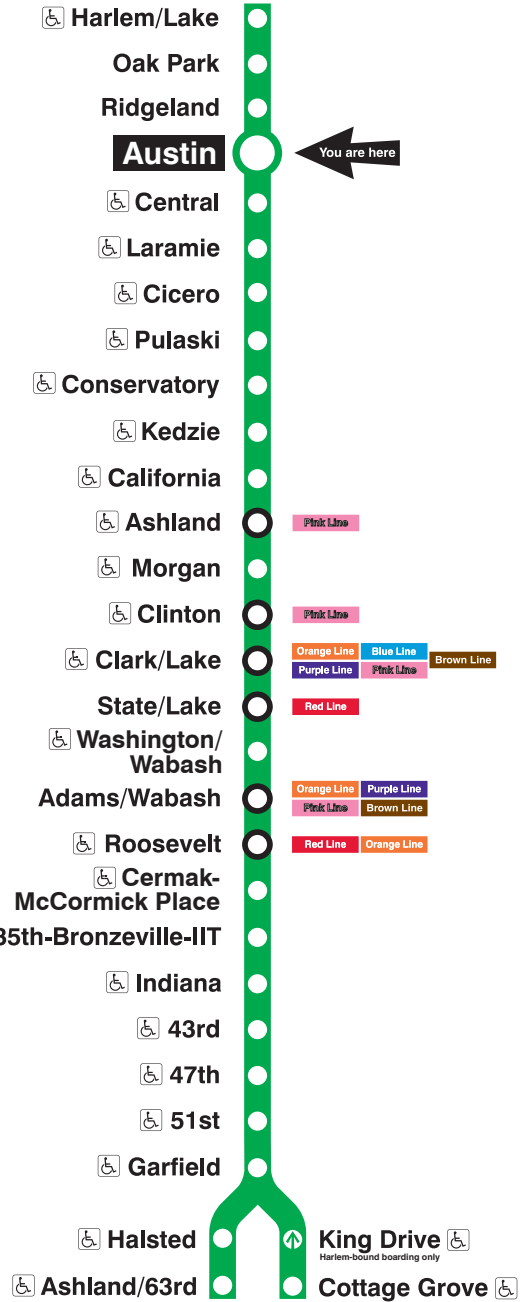 Harlem/Lake
Oak Park
Ridgeland
Austin
You are here
Central
Laramie
Cicero
Pulaski
Conservatory
Kedzie
California
Ashland
Pink Line
Morgan
Clinton
Pink Line
Clark/Lake
Orange Line Blue Line
Brown Line
Purple Line Pink Line
State/Lake
Red Line
Washington/
Wabash
Adams/Wabash
Orange Line Purple Line
Pink Line Brown Line
Roosevelt
Red Line Orange Line
Cermak-
McCormick Place
35th-Bronzeville-IIT
Indiana
43rd
47th
51st
Garfield
Halsted
King Drive
Harlem-bound boarding only
Ashland/63rd
Cottage Grove